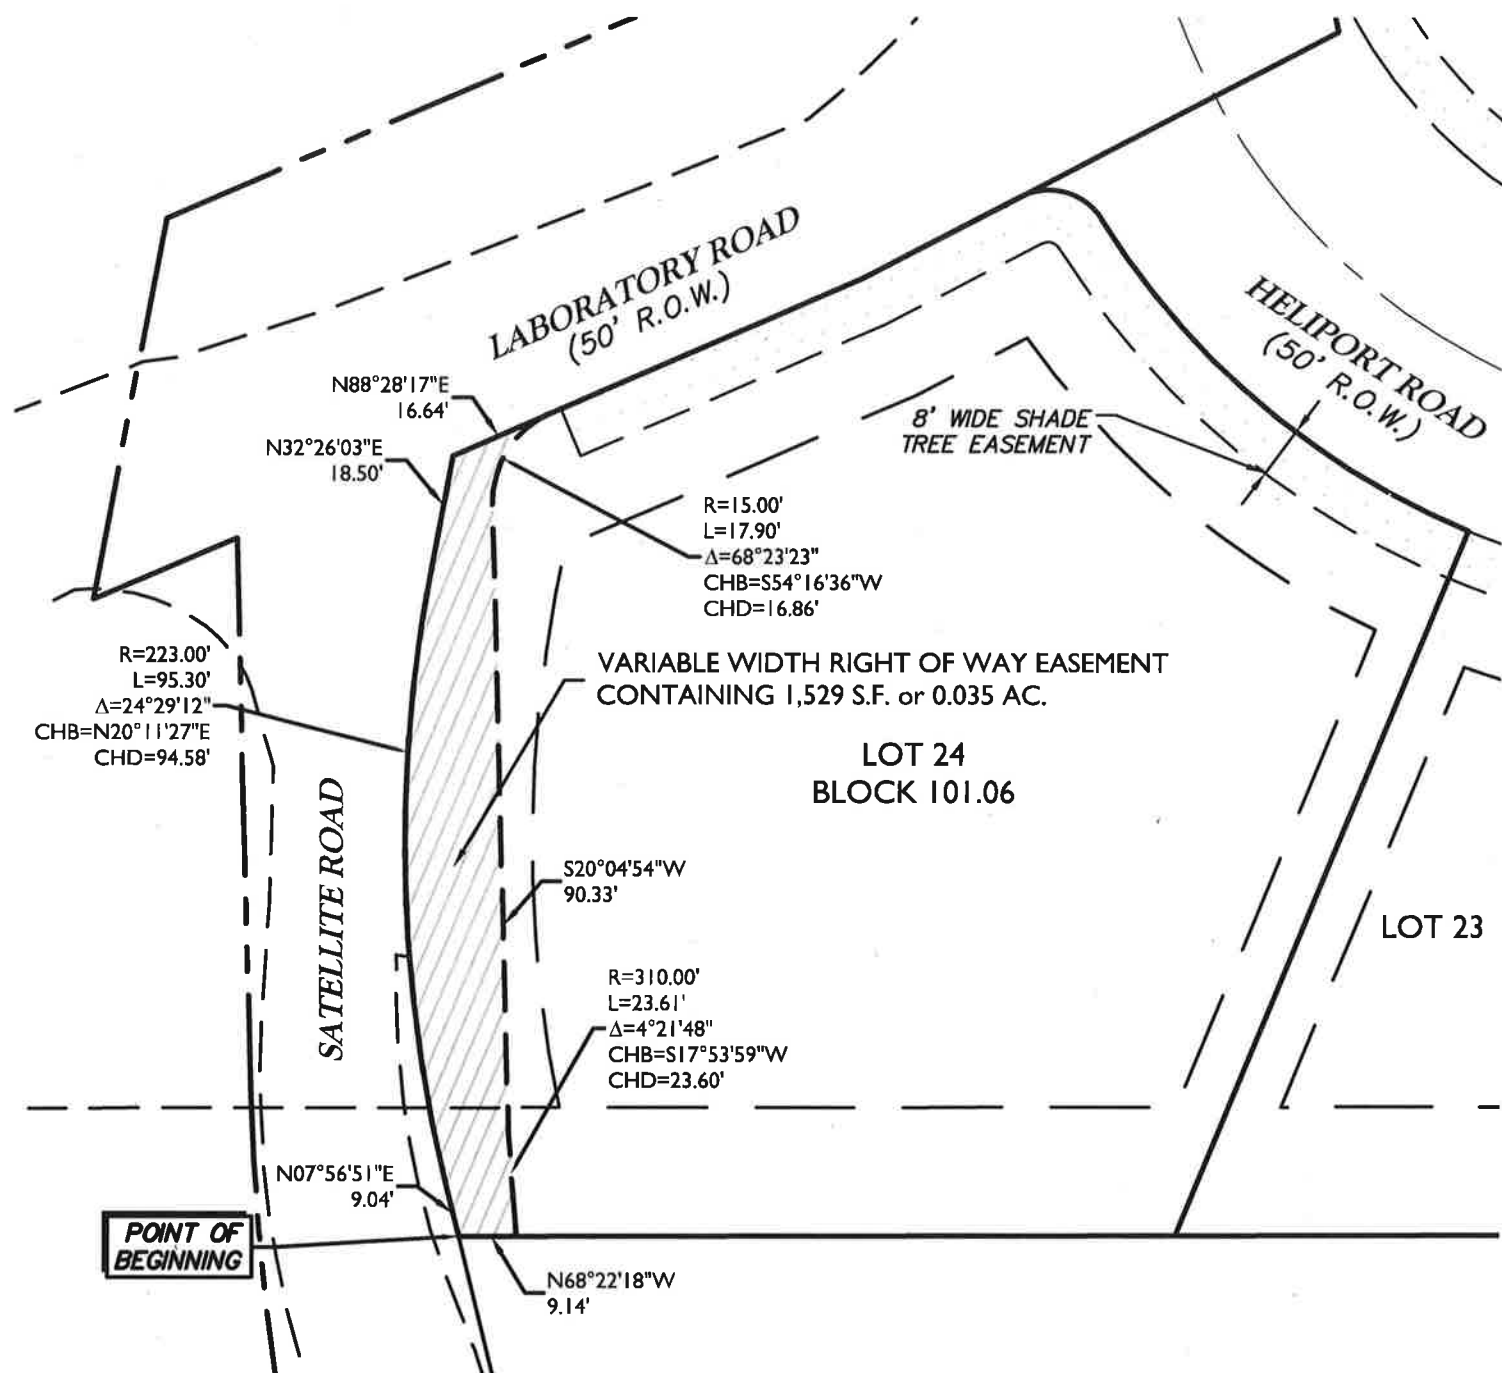 LABORATORY ROAD
(50' R.O.W.)
HELIPORT ROAD
(50' R.O.W.)
N88°28'17"E
16.64'
N32°26'03"E
18.50'
8' WIDE SHADE
TREE EASEMENT
R=15.00'
L=17.90'
Δ=68°23'23"
CHB=S54°16'36"W
CHD=16.86'
R=223.00'
L=95.30'
Δ=24°29'12"
CHB=N20°11'27"E
CHD=94.58'
VARIABLE WIDTH RIGHT OF WAY EASEMENT
CONTAINING 1,529 S.F. or 0.035 AC.
LOT 24
BLOCK 101.06
SATELLITE ROAD
S20°04'54"W
90.33'
LOT 23
R=310.00'
L=23.61'
Δ=4°21'48"
CHB=S17°53'59"W
CHD=23.60'
N07°56'51"E
9.04'
POINT OF
BEGINNING
N68°22'18"W
9.14'